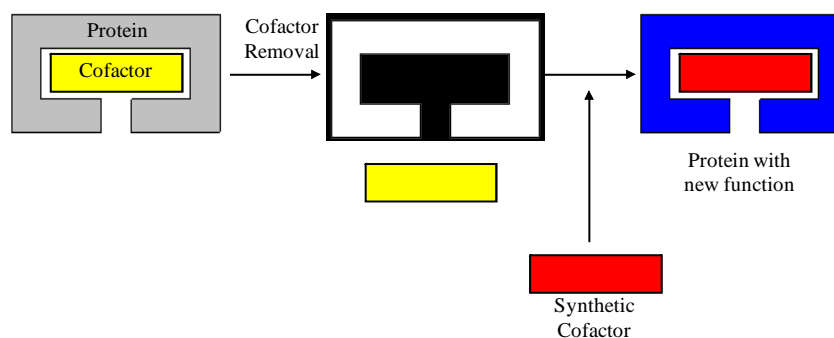 Protein
Cofactor
Cofactor
Removal
Protein with
new function
Synthetic
Cofactor